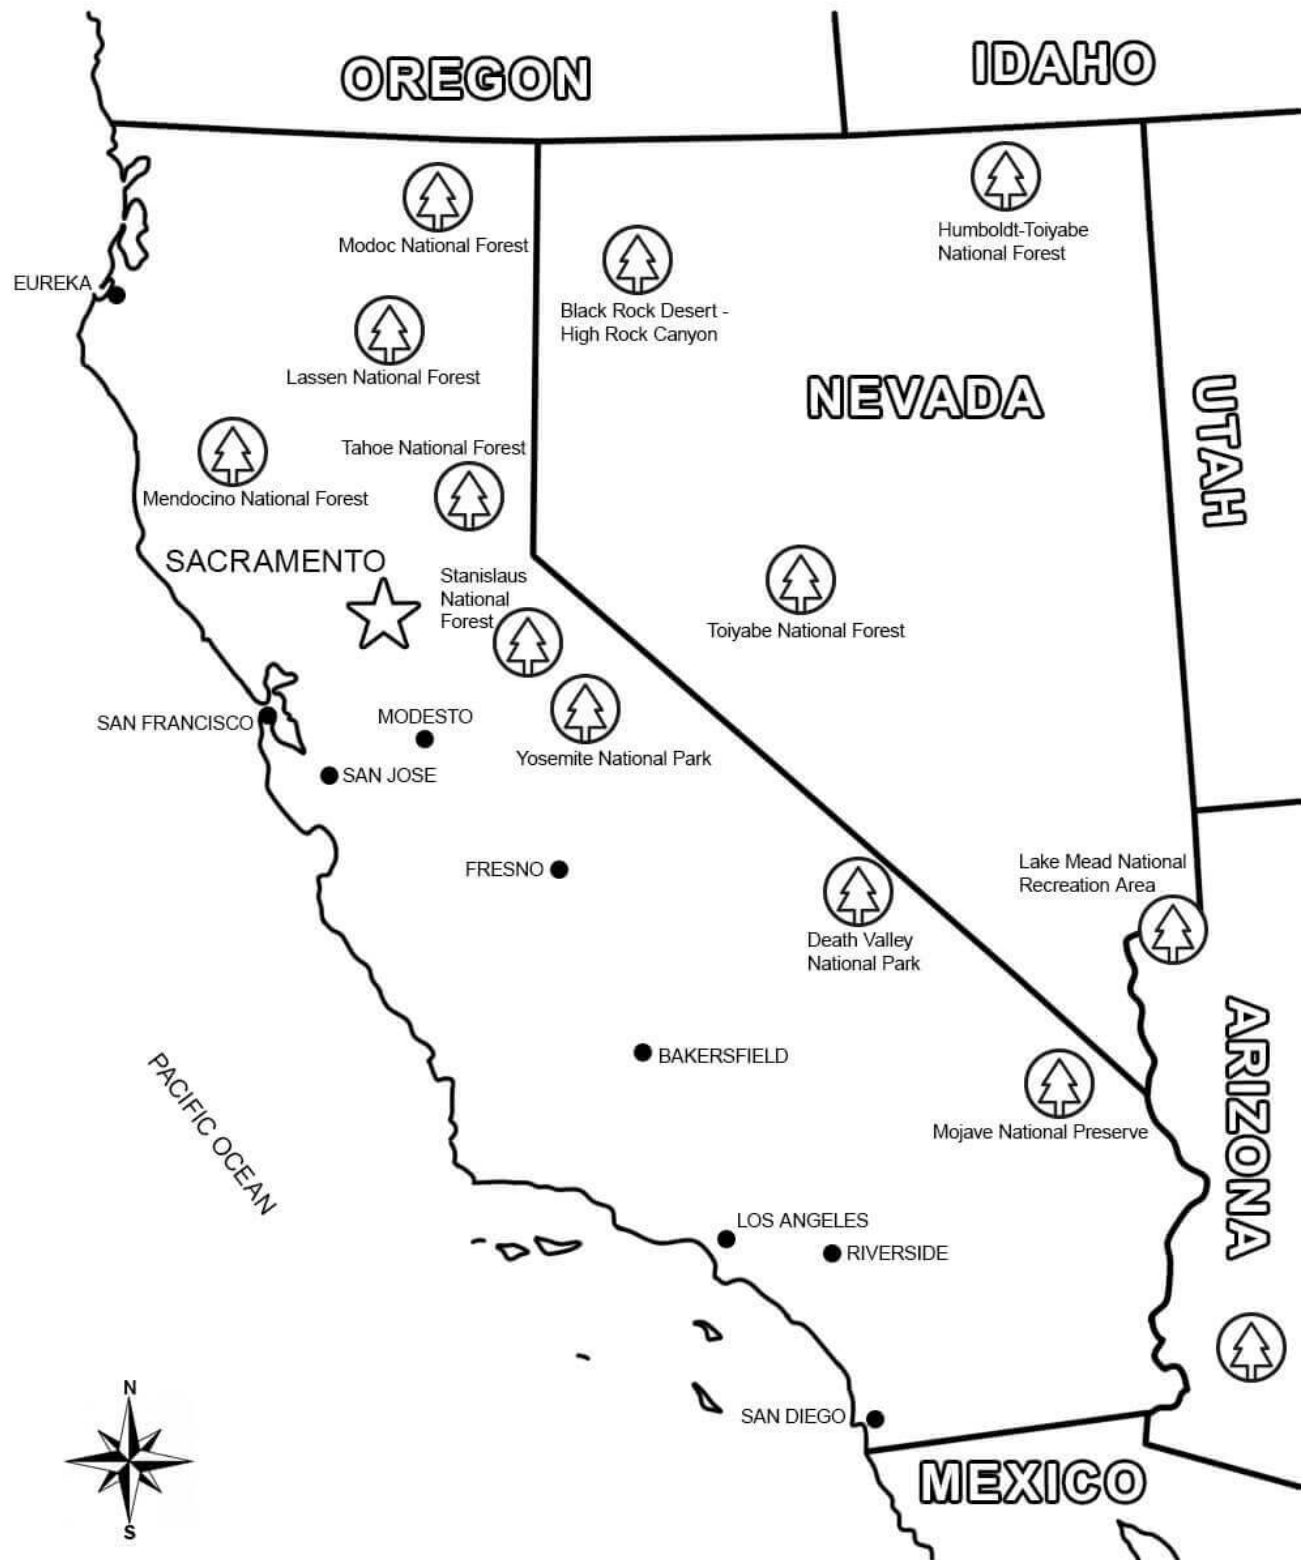 OREGON
IDAHO
Modoc National Forest
Humboldt-Toiyabe
National Forest
EUREKA
Black Rock Desert -
High Rock Canyon
Lassen National Forest
NEVADA
UTAH
Tahoe National Forest
Mendocino National Forest
SACRAMENTO
Stanislaus
National
Forest
Toiyabe National Forest
SAN FRANCISCO
MODESTO
Yosemite National Park
SAN JOSE
FRESNO
Lake Mead National
Recreation Area
Death Valley
National Park
ARIZONA
BAKERSFIELD
PACIFIC OCEAN
Mojave National Preserve
LOS ANGELES
RIVERSIDE
N
SAN DIEGO
MEXICO
S